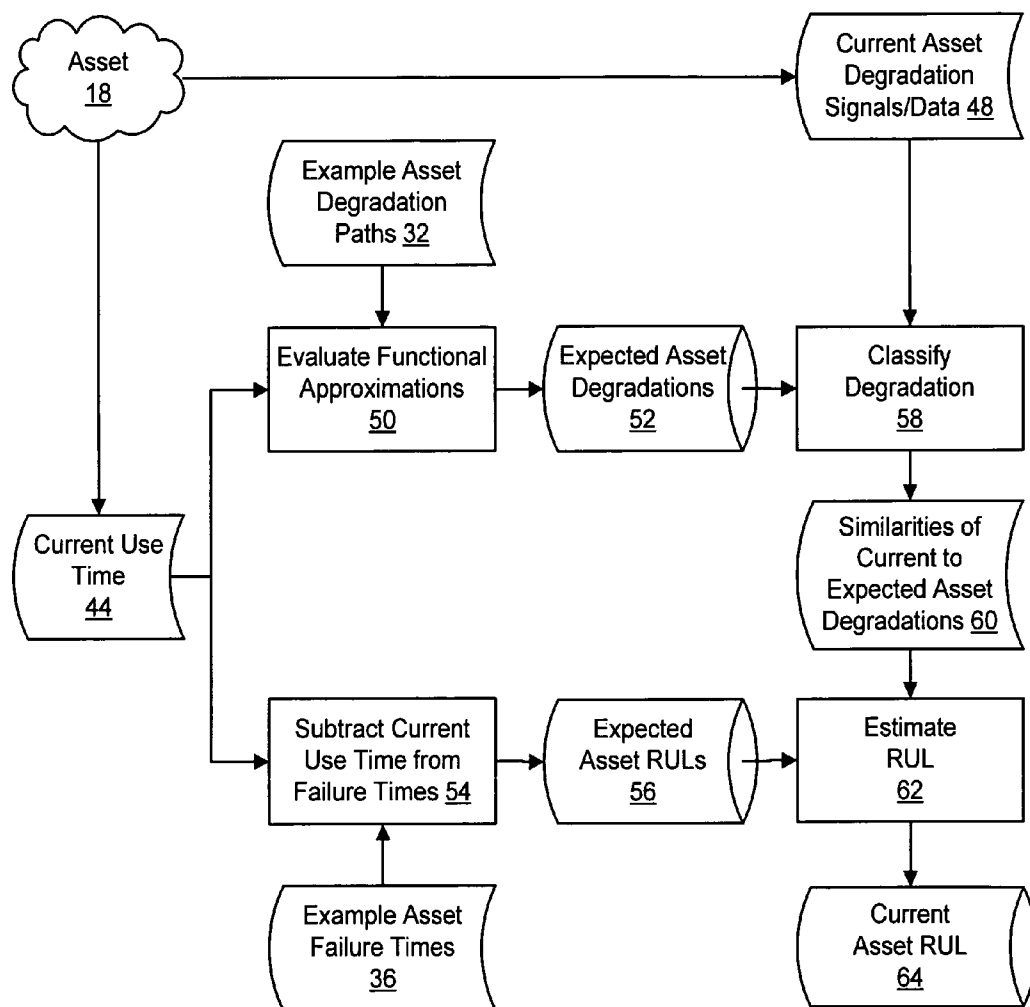 Asset
18
Current Asset
Degradation
Signals/Data 48
Example Asset
Degradation
Paths 32
Evaluate Functional
Approximations
50
Expected Asset
Degradations
52
Classify
Degradation
58
Current Use
Time
44
Similarities of
Current to
Expected Asset
Degradations 60
Subtract Current
Use Time from
Failure Times 54
Expected
Asset RULs
56
Estimate
RUL
62
Example Asset
Failure Times
36
Current
Asset RUL
64